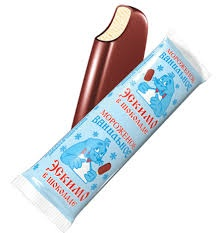 МОРОЖЕНОЕ
ВАНИЛЬНОЕ
ЭСКИМО
В ШОКОЛАДЕ
МОРОЖЕНОЕ
ВАНИЛЬНОЕ
ЭСКИМО
В ШОКОЛАДЕ